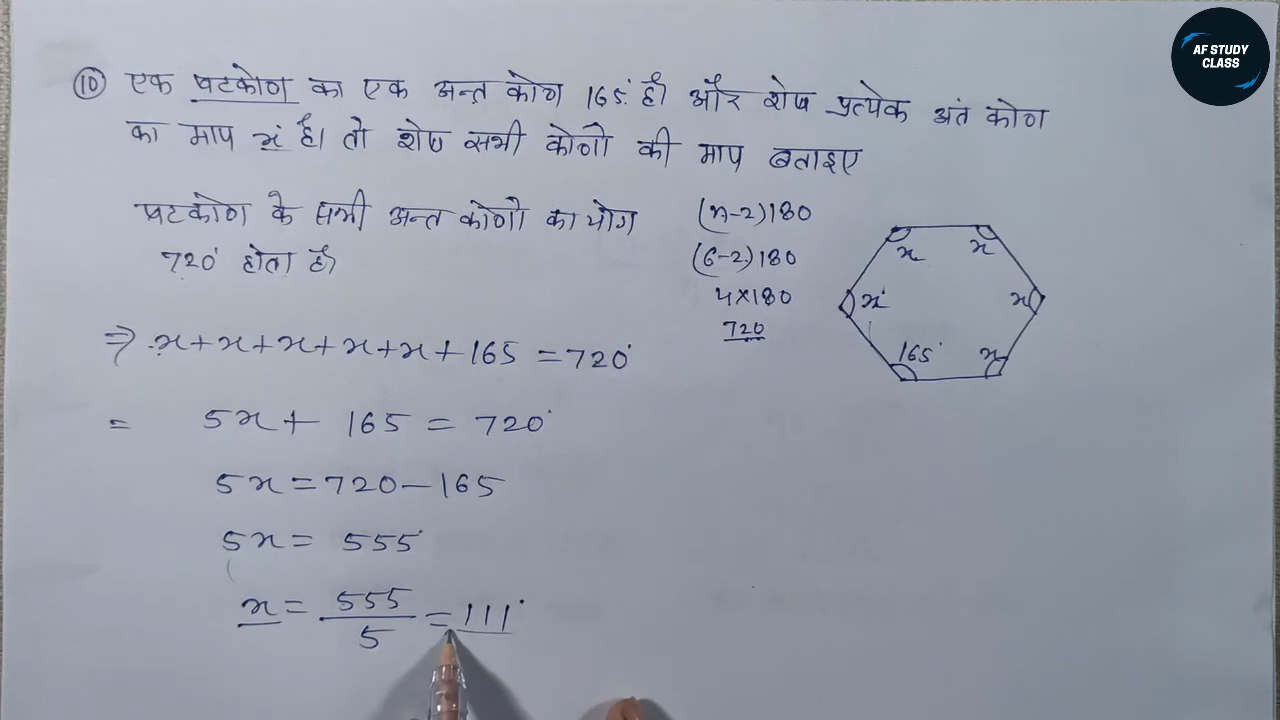 ⑩ एक षटकोण का एक अन्त कोण 165° है। और शेष प्रत्येक अंत कोण
का माप x° है। तो शेष सभी कोणो की माप बताइए
षटकोण के सभी अन्त कोणो का योग
720° होता है।
(n-2)180
(6-2)180
4×180
720
x x
x° x
165° x
⇒ x+x+x+x+x+165 = 720°
= 5x + 165 = 720°
5x = 720 - 165
5x = 555°
x = 555/5 = 111°
AF STUDY
CLASS